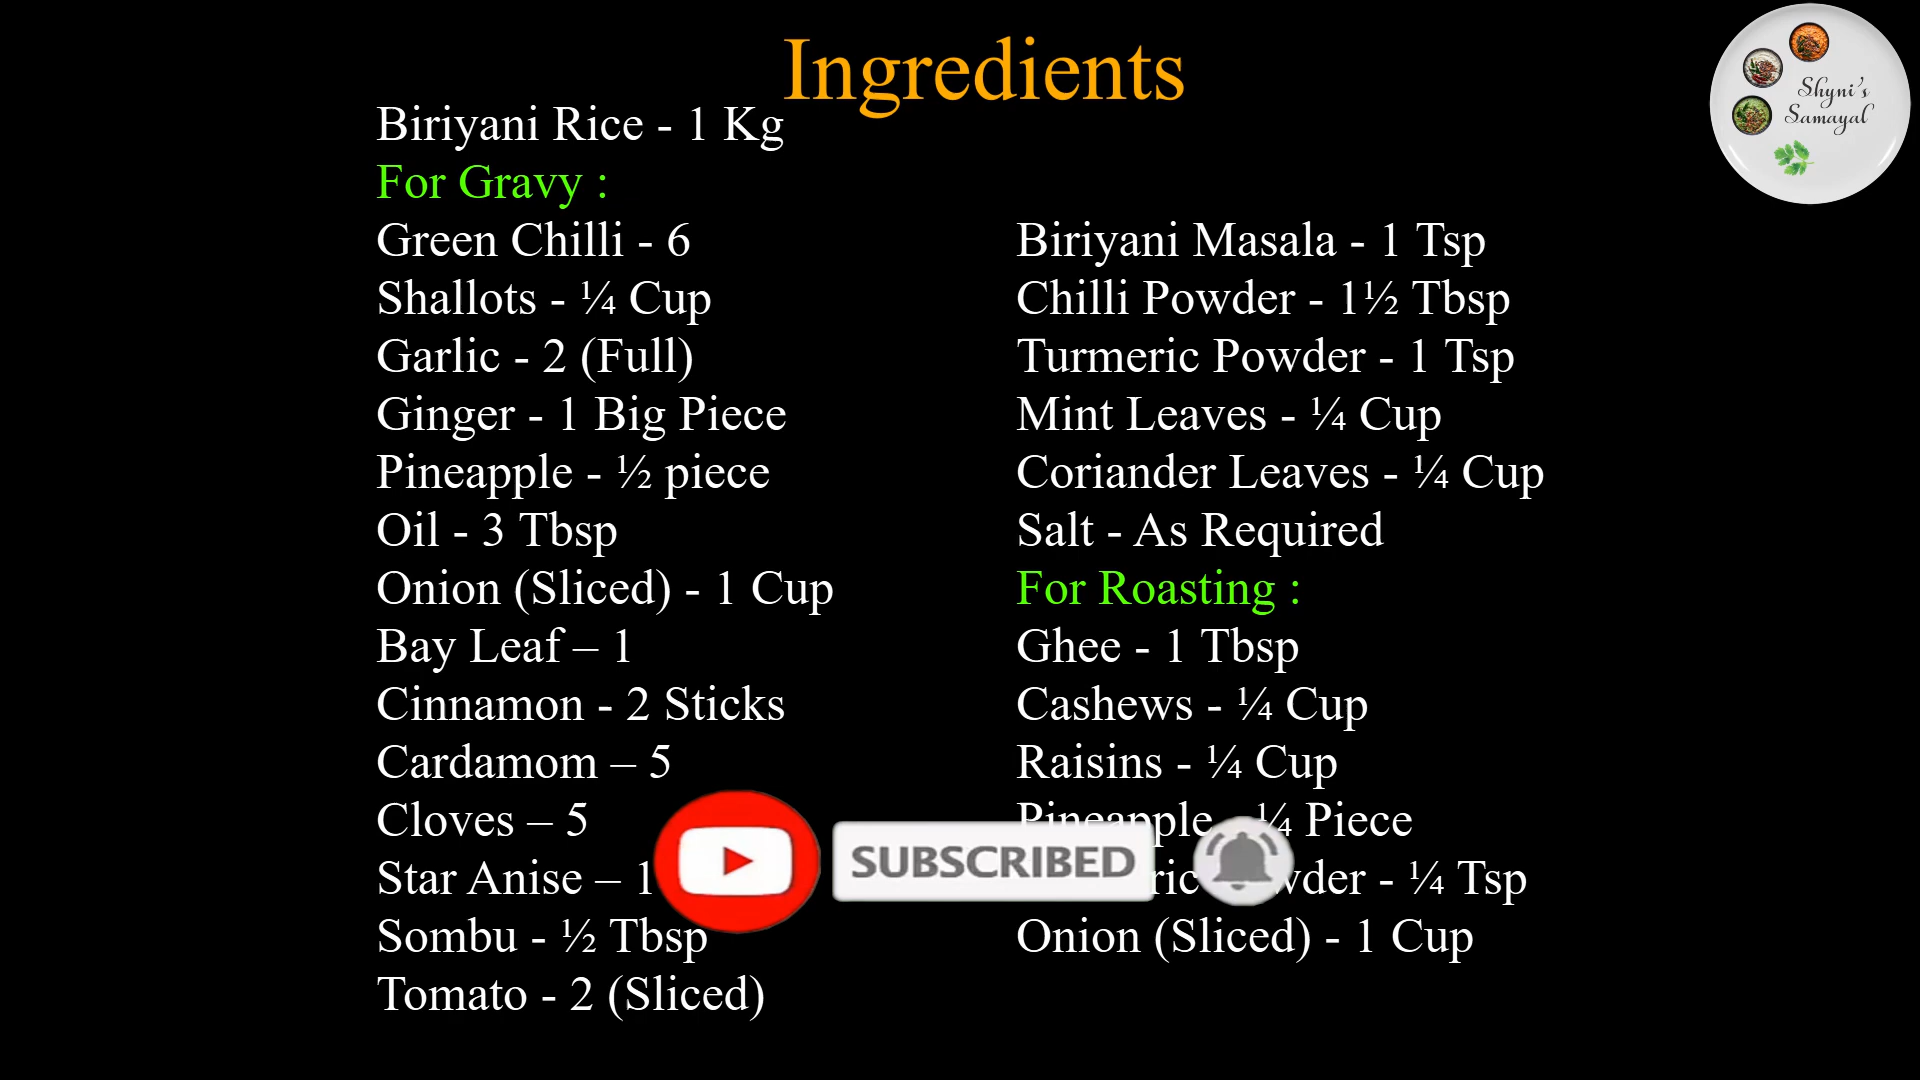 Ingredients
Shyni's
Samayal
Biriyani Rice - 1 Kg
For Gravy :
Green Chilli - 6
Shallots - ¼ Cup
Garlic - 2 (Full)
Ginger - 1 Big Piece
Pineapple - ½ piece
Oil - 3 Tbsp
Onion (Sliced) - 1 Cup
Bay Leaf – 1
Cinnamon - 2 Sticks
Cardamom – 5
Cloves – 5
Star Anise – 1
Sombu - ½ Tbsp
Tomato - 2 (Sliced)
Biriyani Masala - 1 Tsp
Chilli Powder - 1½ Tbsp
Turmeric Powder - 1 Tsp
Mint Leaves - ¼ Cup
Coriander Leaves - ¼ Cup
Salt - As Required
For Roasting :
Ghee - 1 Tbsp
Cashews - ¼ Cup
Raisins - ¼ Cup
Pineapple - ¼ Piece
- ¼ Tsp
Onion (Sliced) - 1 Cup
SUBSCRIBED